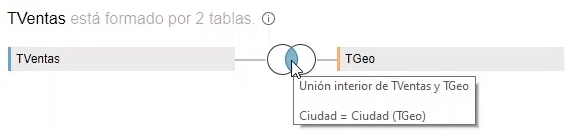 TVentas está formado por 2 tablas.
TVentas
TGeo
Unión interior de TVentas y TGeo
Ciudad = Ciudad (TGeo)